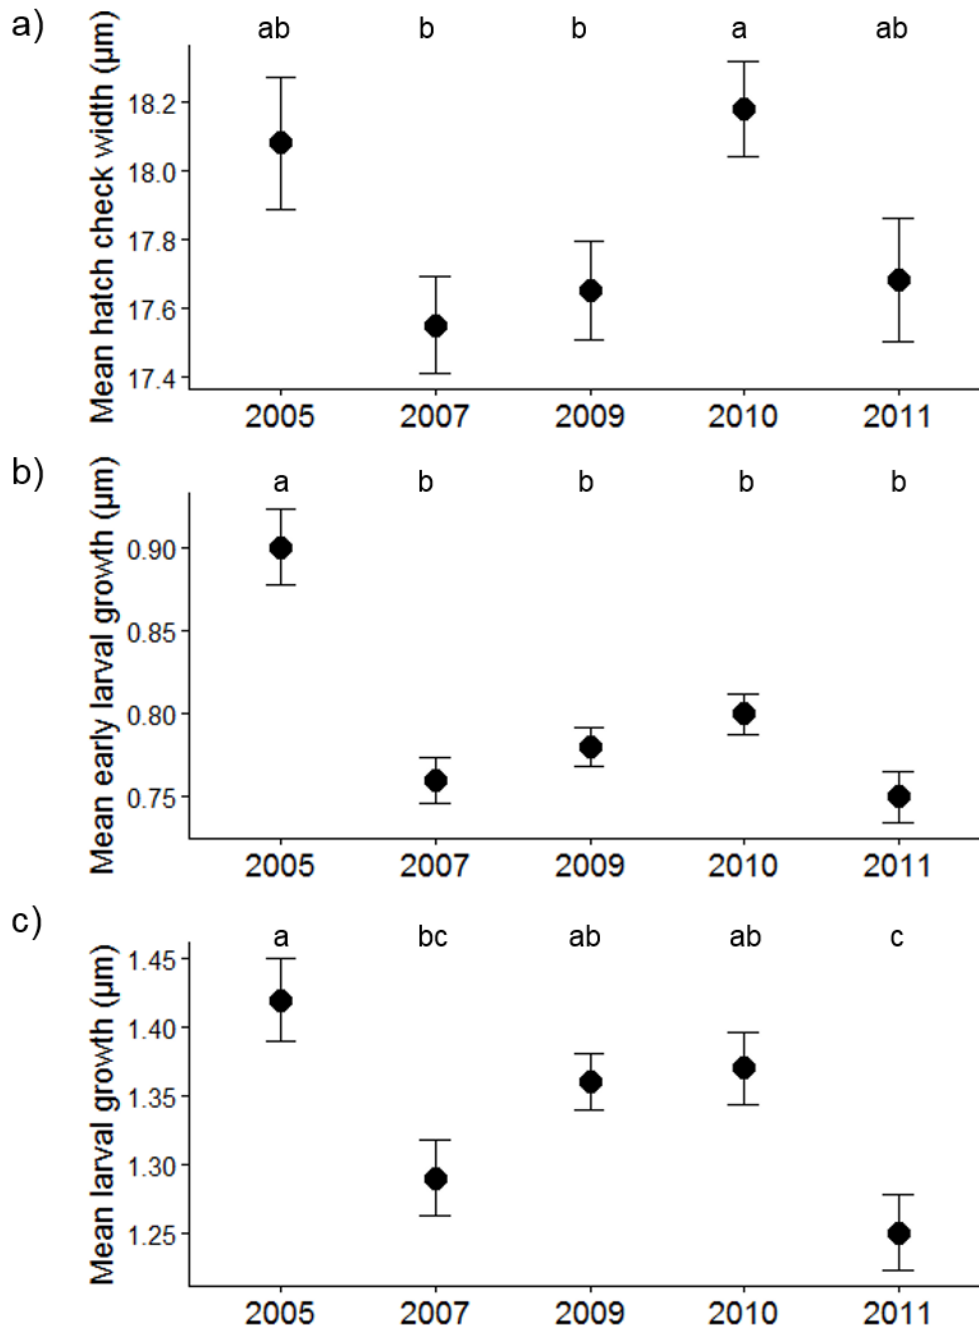 a)
ab b b a ab
Mean hatch check width (µm)
18.2
18.0
17.8
17.6
17.4
2005 2007 2009 2010 2011
b)
a b b b b
Mean early larval growth (µm)
0.90
0.85
0.80
0.75
2005 2007 2009 2010 2011
c)
a bc ab ab c
Mean larval growth (µm)
1.45
1.40
1.35
1.30
1.25
2005 2007 2009 2010 2011